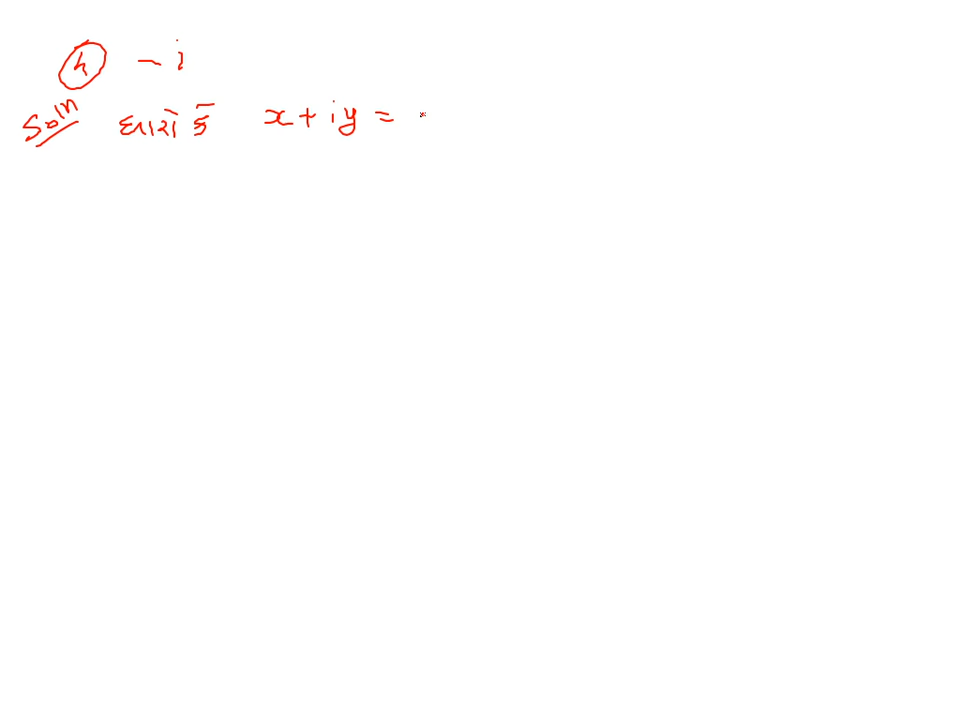 ④ − i
Soln ધારો કે x + iy =